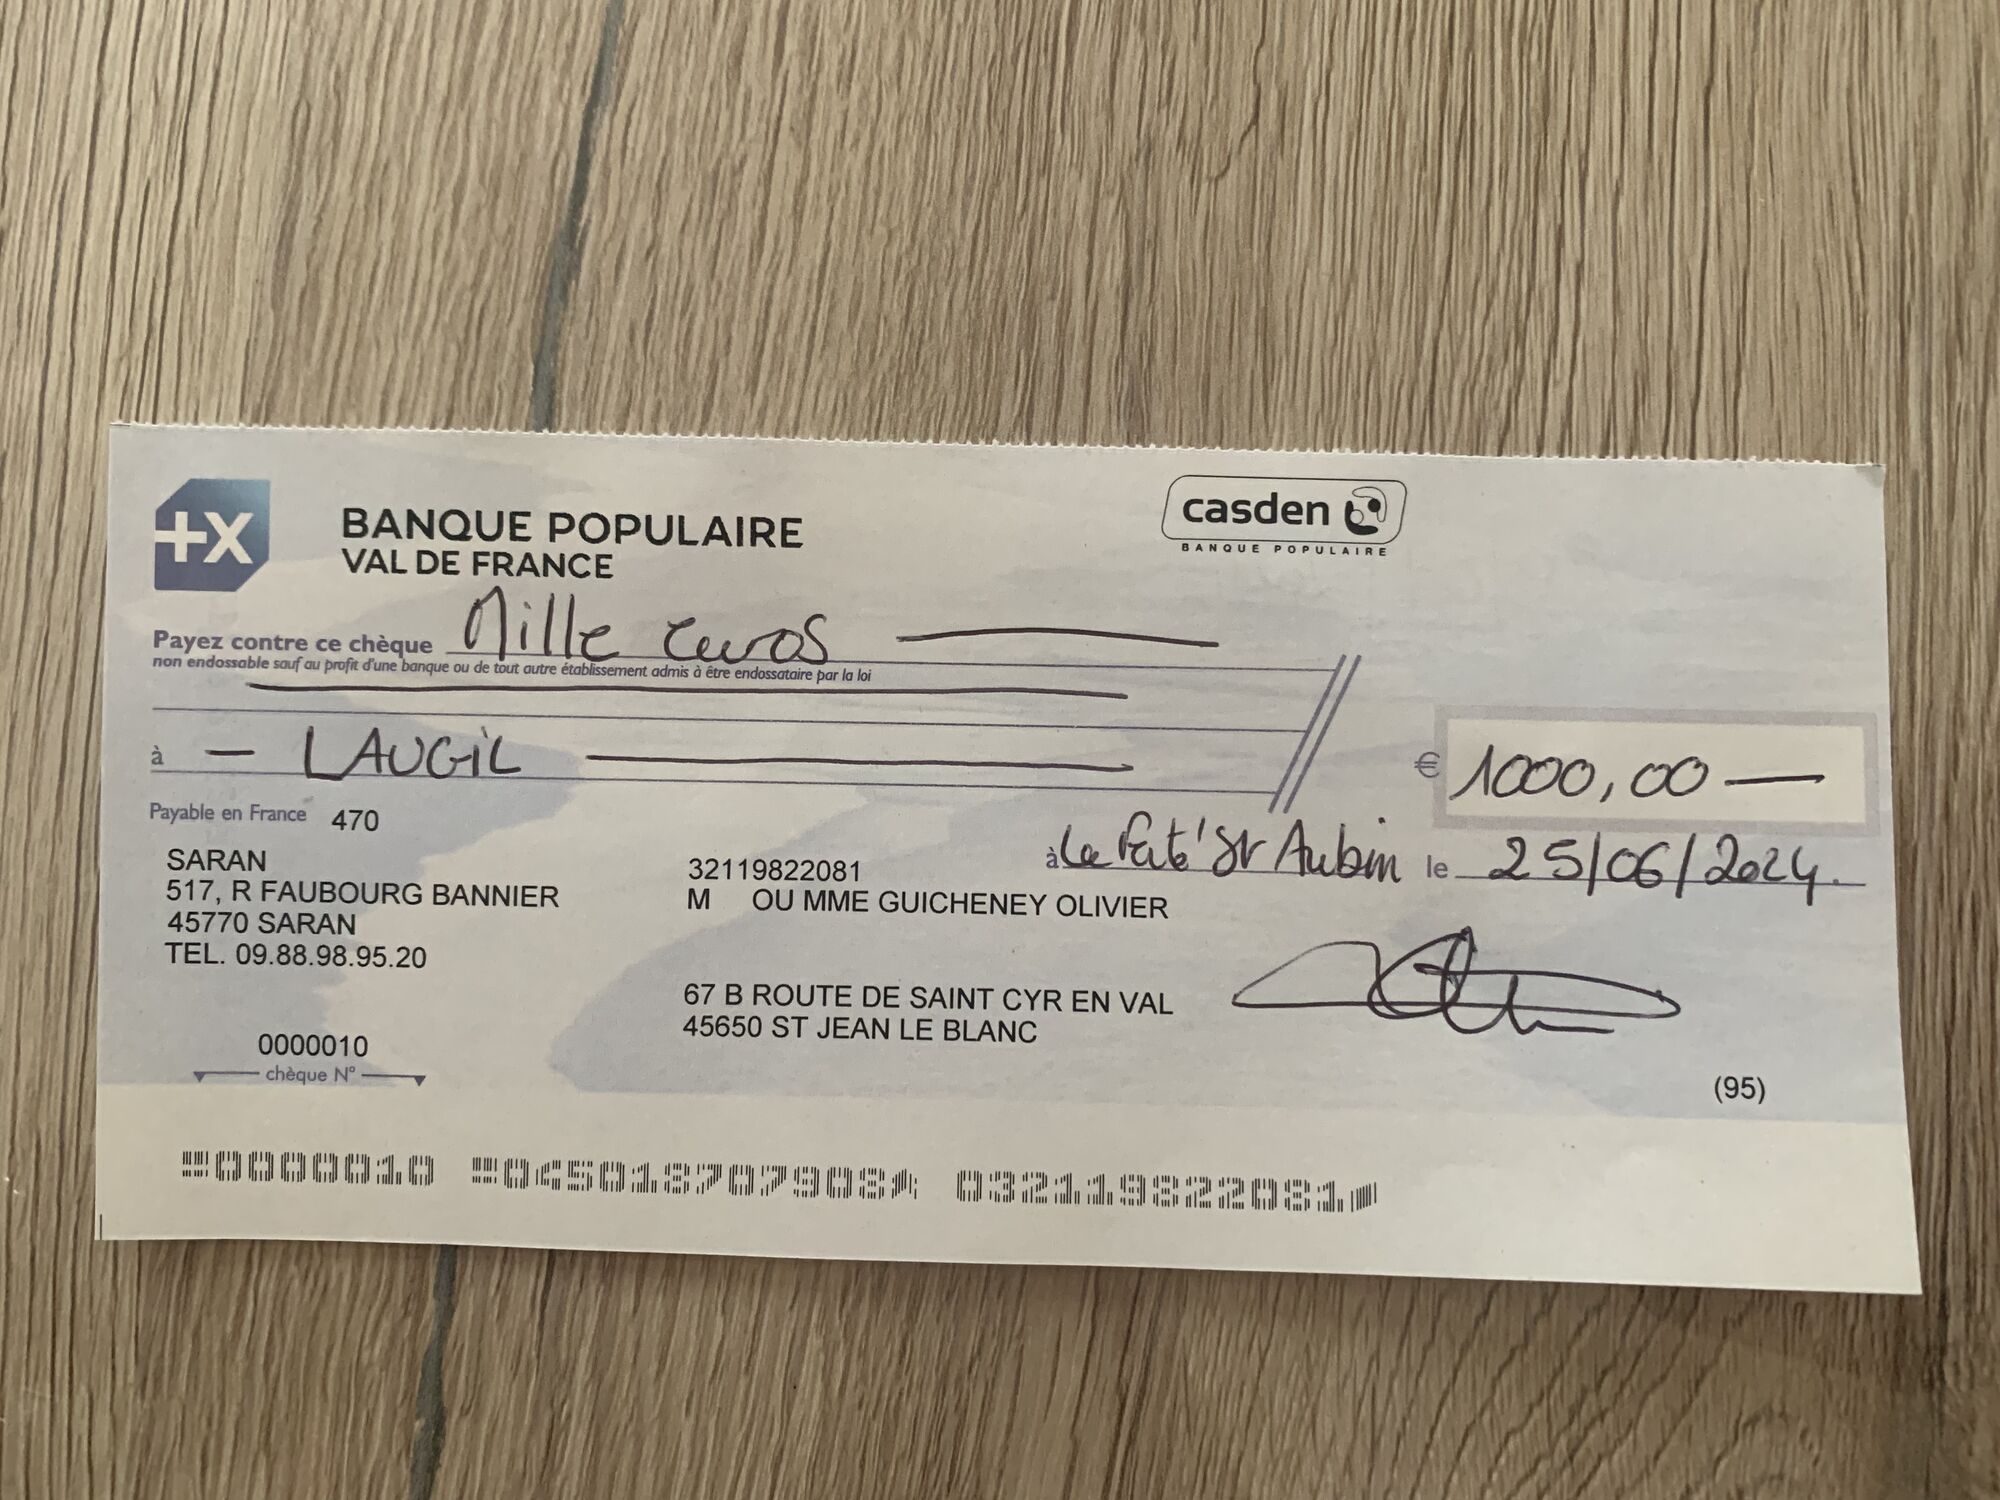 +X
BANQUE POPULAIRE
VAL DE FRANCE
casden
BANQUE POPULAIRE
Payez contre ce chèque Mille euros
non endossable sauf au profit d'une banque ou de tout autre établissement admis à être endossataire par la loi
à - LAUGIL
€ 1000,00
Payable en France 470
à La Ferté St Aubin le 25/06/2024.
SARAN
517, R FAUBOURG BANNIER
45770 SARAN
TEL. 09.88.98.95.20
32119822081
M OU MME GUICHENEY OLIVIER
67 B ROUTE DE SAINT CYR EN VAL
45650 ST JEAN LE BLANC
0000010
chèque N°
(95)
0000010 045018707908 032119822081